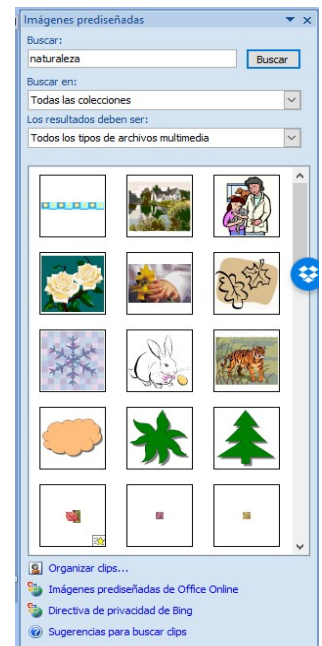 Imágenes prediseñadas
Buscar:
naturaleza
Buscar
Buscar en:
Todas las colecciones
Los resultados deben ser:
Todos los tipos de archivos multimedia
Organizar clips...
Imágenes prediseñadas de Office Online
Directiva de privacidad de Bing
Sugerencias para buscar clips